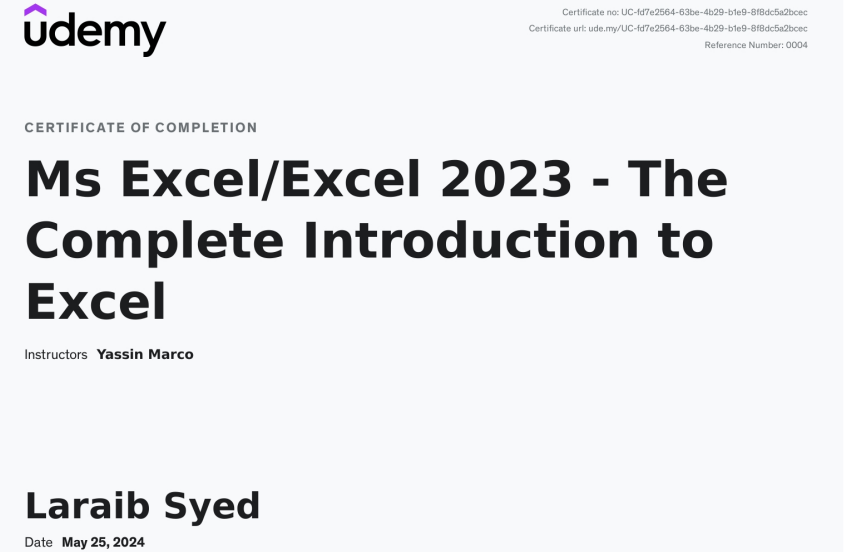 udemy
Certificate no: UC-fd7e2564-63be-4b29-b1e9-8f8dc5a2bcec
Certificate url: ude.my/UC-fd7e2564-63be-4b29-b1e9-8f8dc5a2bcec
Reference Number: 0004
CERTIFICATE OF COMPLETION
Ms Excel/Excel 2023 - The
Complete Introduction to
Excel
Instructors Yassin Marco
Laraib Syed
Date May 25, 2024